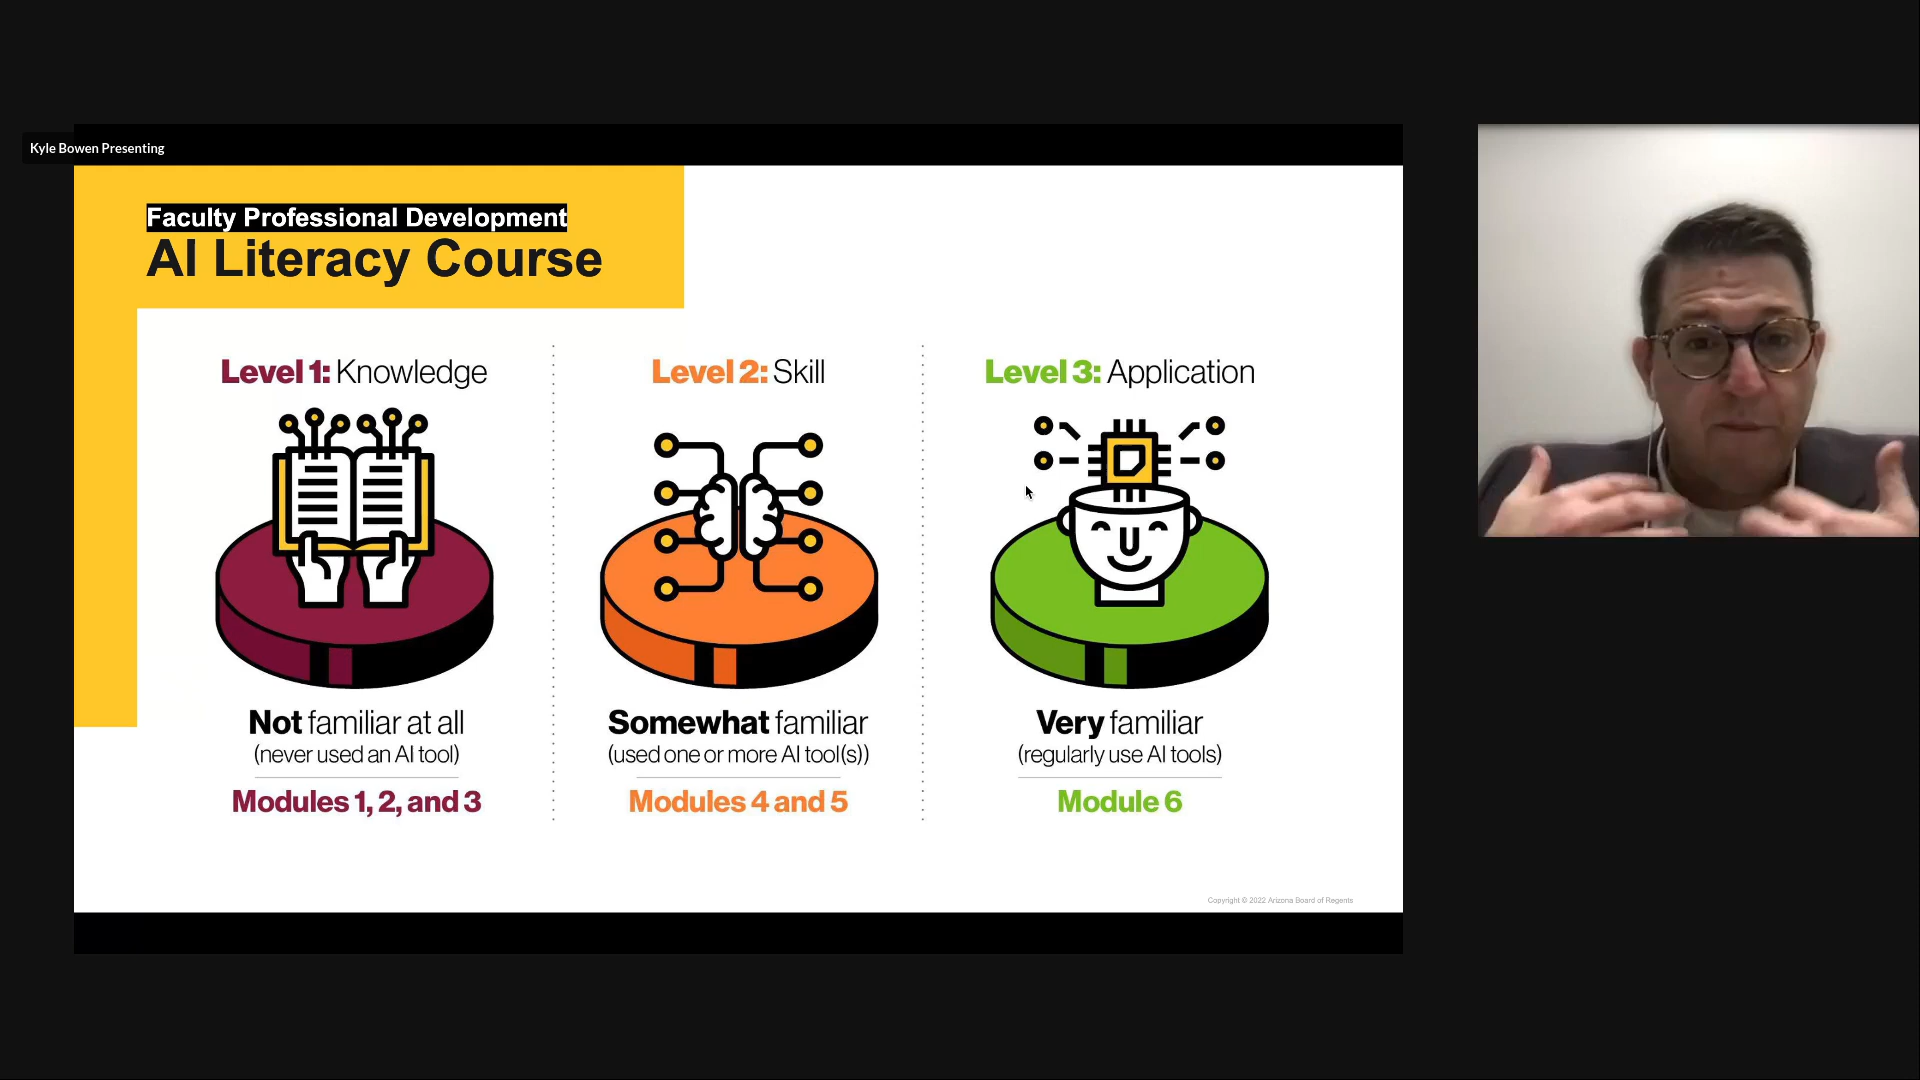 Kyle Bowen Presenting
Faculty Professional Development
AI Literacy Course
Level 1: Knowledge
Not familiar at all
(never used an AI tool)
Modules 1, 2, and 3
Level 2: Skill
Somewhat familiar
(used one or more AI tool(s))
Modules 4 and 5
Level 3: Application
Very familiar
(regularly use AI tools)
Module 6
Copyright © 2022 Arizona Board of Regents